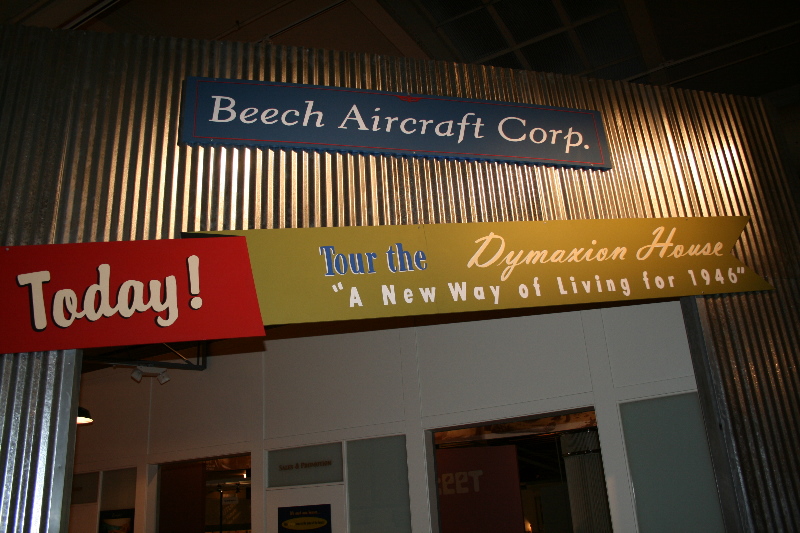 Beech Aircraft Corp.
Today!
Tour the Dymaxion House
"A New Way of Living for 1946"